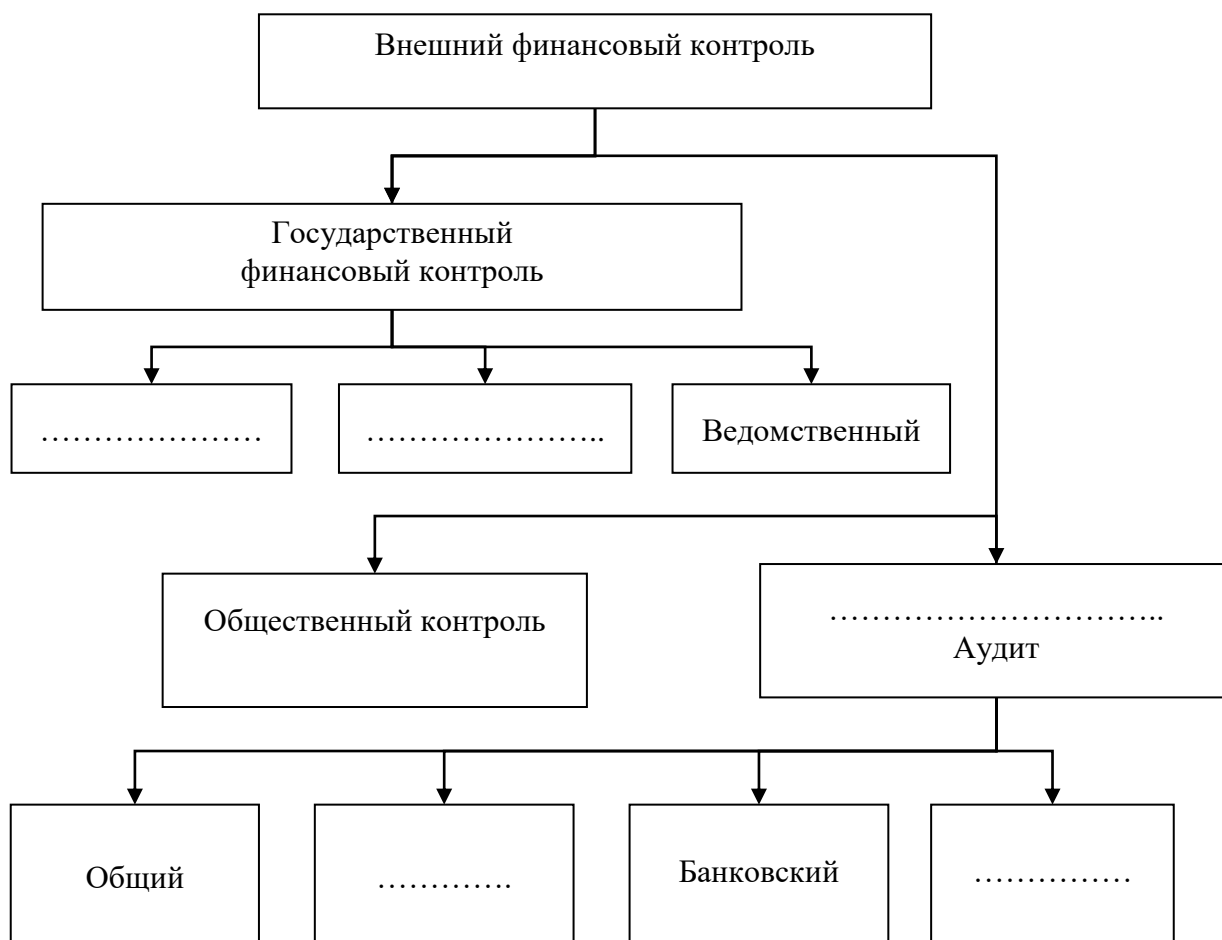 Внешний финансовый контроль
Государственный
финансовый контроль
…………………
…………………..
Ведомственный
Общественный контроль
…………………………..
Аудит
Общий
………….
Банковский
……………